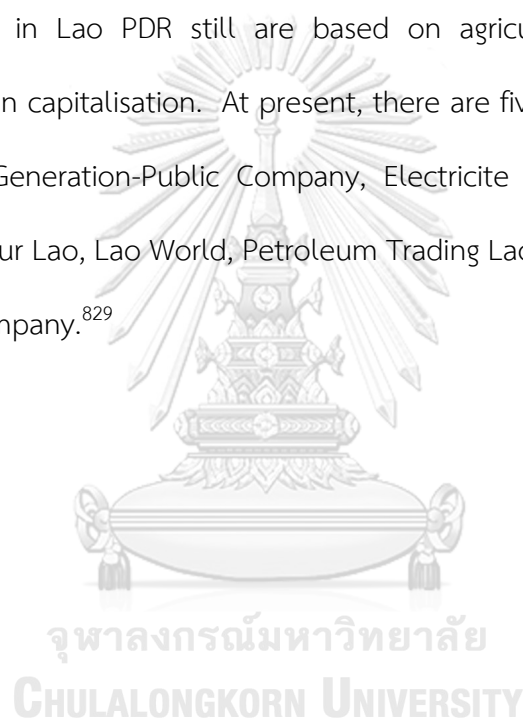 in Lao PDR still are based on agricu
n capitalisation. At present, there are fiv
Generation-Public Company, Electricite
ur Lao, Lao World, Petroleum Trading Lao
mpany.829
จุฬาลงกรณ์มหาวิทยาลัย
CHULALONGKORN UNIVERSITY